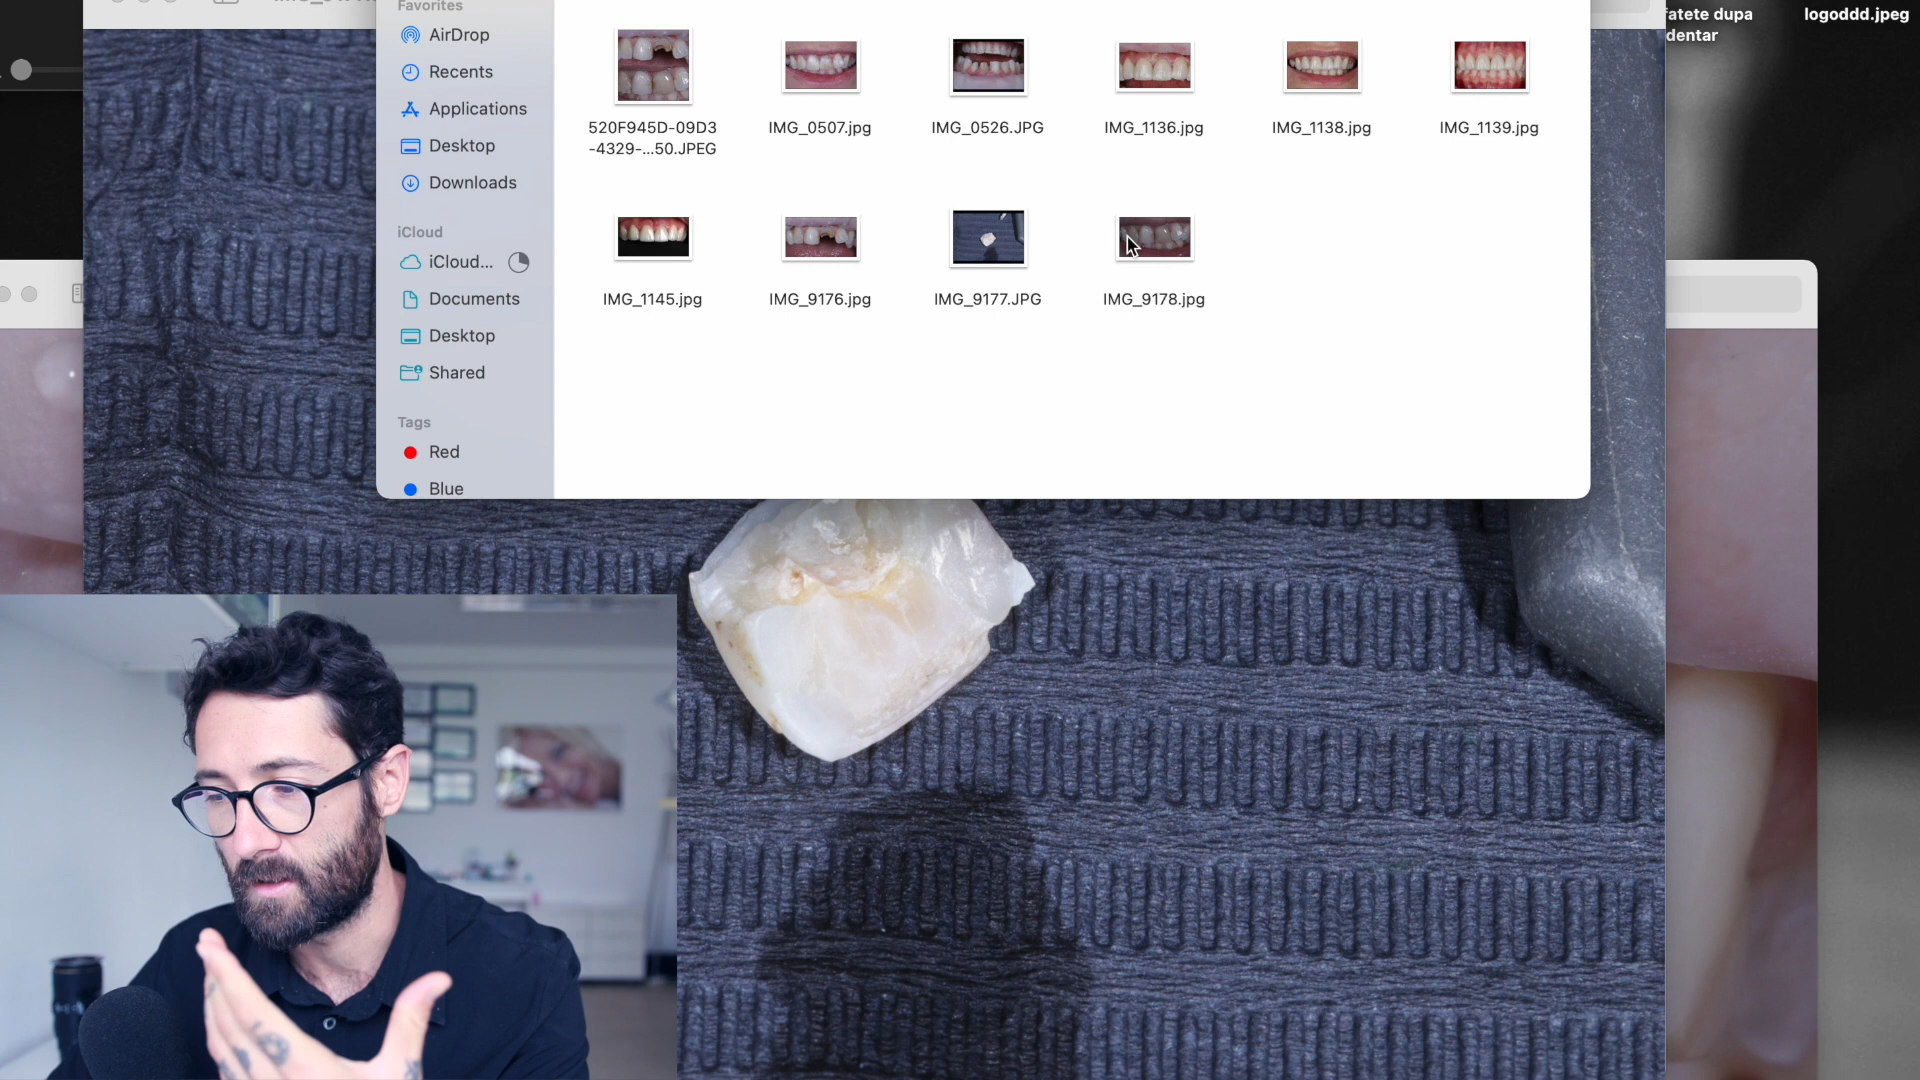 Favorites
AirDrop
Recents
Applications
Desktop
Downloads
iCloud
iCloud...
Documents
Desktop
Shared
Tags
Red
Blue
520F945D-09D3
-4329-...50.JPEG
IMG_0507.jpg
IMG_0526.JPG
IMG_1136.jpg
IMG_1138.jpg
IMG_1139.jpg
IMG_1145.jpg
IMG_9176.jpg
IMG_9177.JPG
IMG_9178.jpg
fatete dupa
dentar
logoddd.jpeg